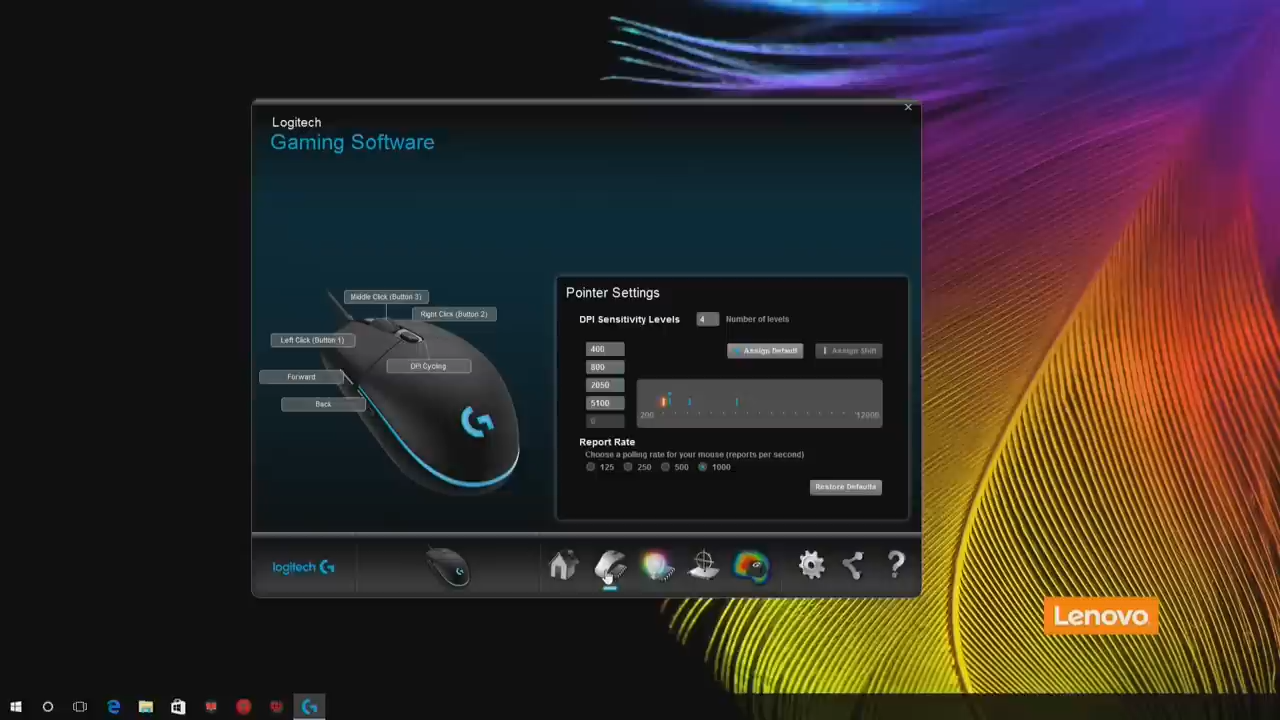 Logitech
Gaming Software
Middle Click (Button 3)
Right Click (Button 2)
Left Click (Button 1)
DPI Cycling
Forward
Back
Pointer Settings
DPI Sensitivity Levels 4 Number of levels
Assign Default Assign Shift
400
800
2050
5100
0
200 12000
Report Rate
Choose a polling rate for your mouse (reports per second)
125 250 500 1000
Restore Defaults
logitech G
Lenovo